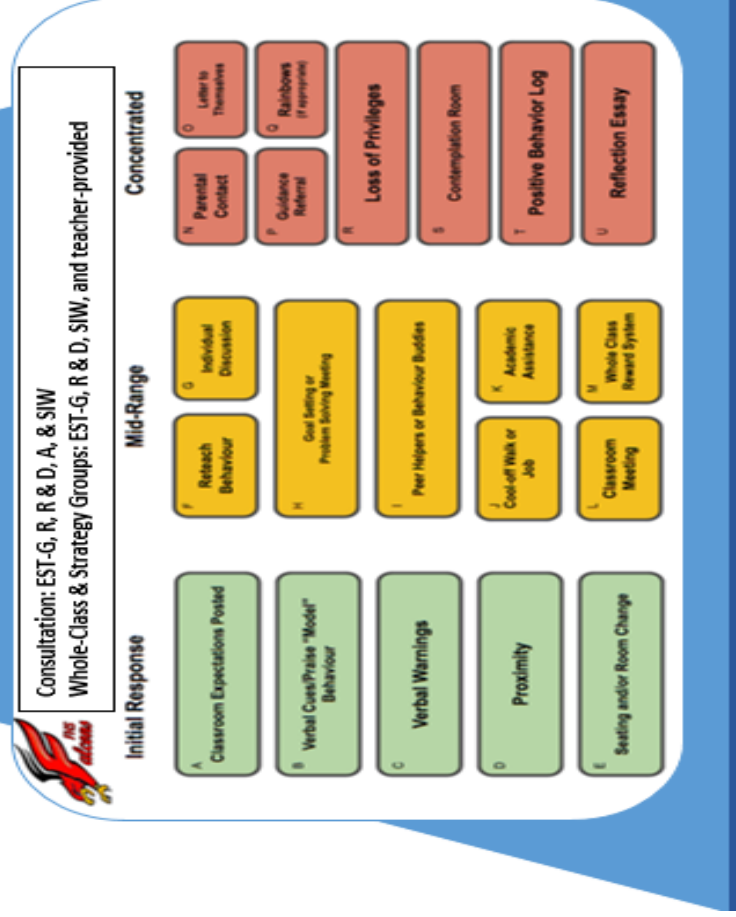 Consultation: EST-G, R, R & D, A, & SIW
Whole-Class & Strategy Groups: EST-G, R & D, SIW, and teacher-provided
FNS
alcons
Initial Response
A
Classroom Expectations Posted
B
Verbal Cues/Praise "Model"
Behaviour
C
Verbal Warnings
D
Proximity
E
Seating and/or Room Change
Mid-Range
F
Reteach
Behaviour
G
Individual
Discussion
H
Goal Setting or
Problem Solving Meeting
I
Peer Helpers or Behaviour Buddies
J
Cool-off Walk or
Job
K
Academic
Assistance
L
Classroom
Meeting
M
Whole Class
Reward System
Concentrated
N
Parental
Contact
O
Letter to
Themselves
P
Guidance
Referral
Q
Rainbows
(if appropriate)
R
Loss of Privileges
S
Contemplation Room
T
Positive Behavior Log
U
Reflection Essay